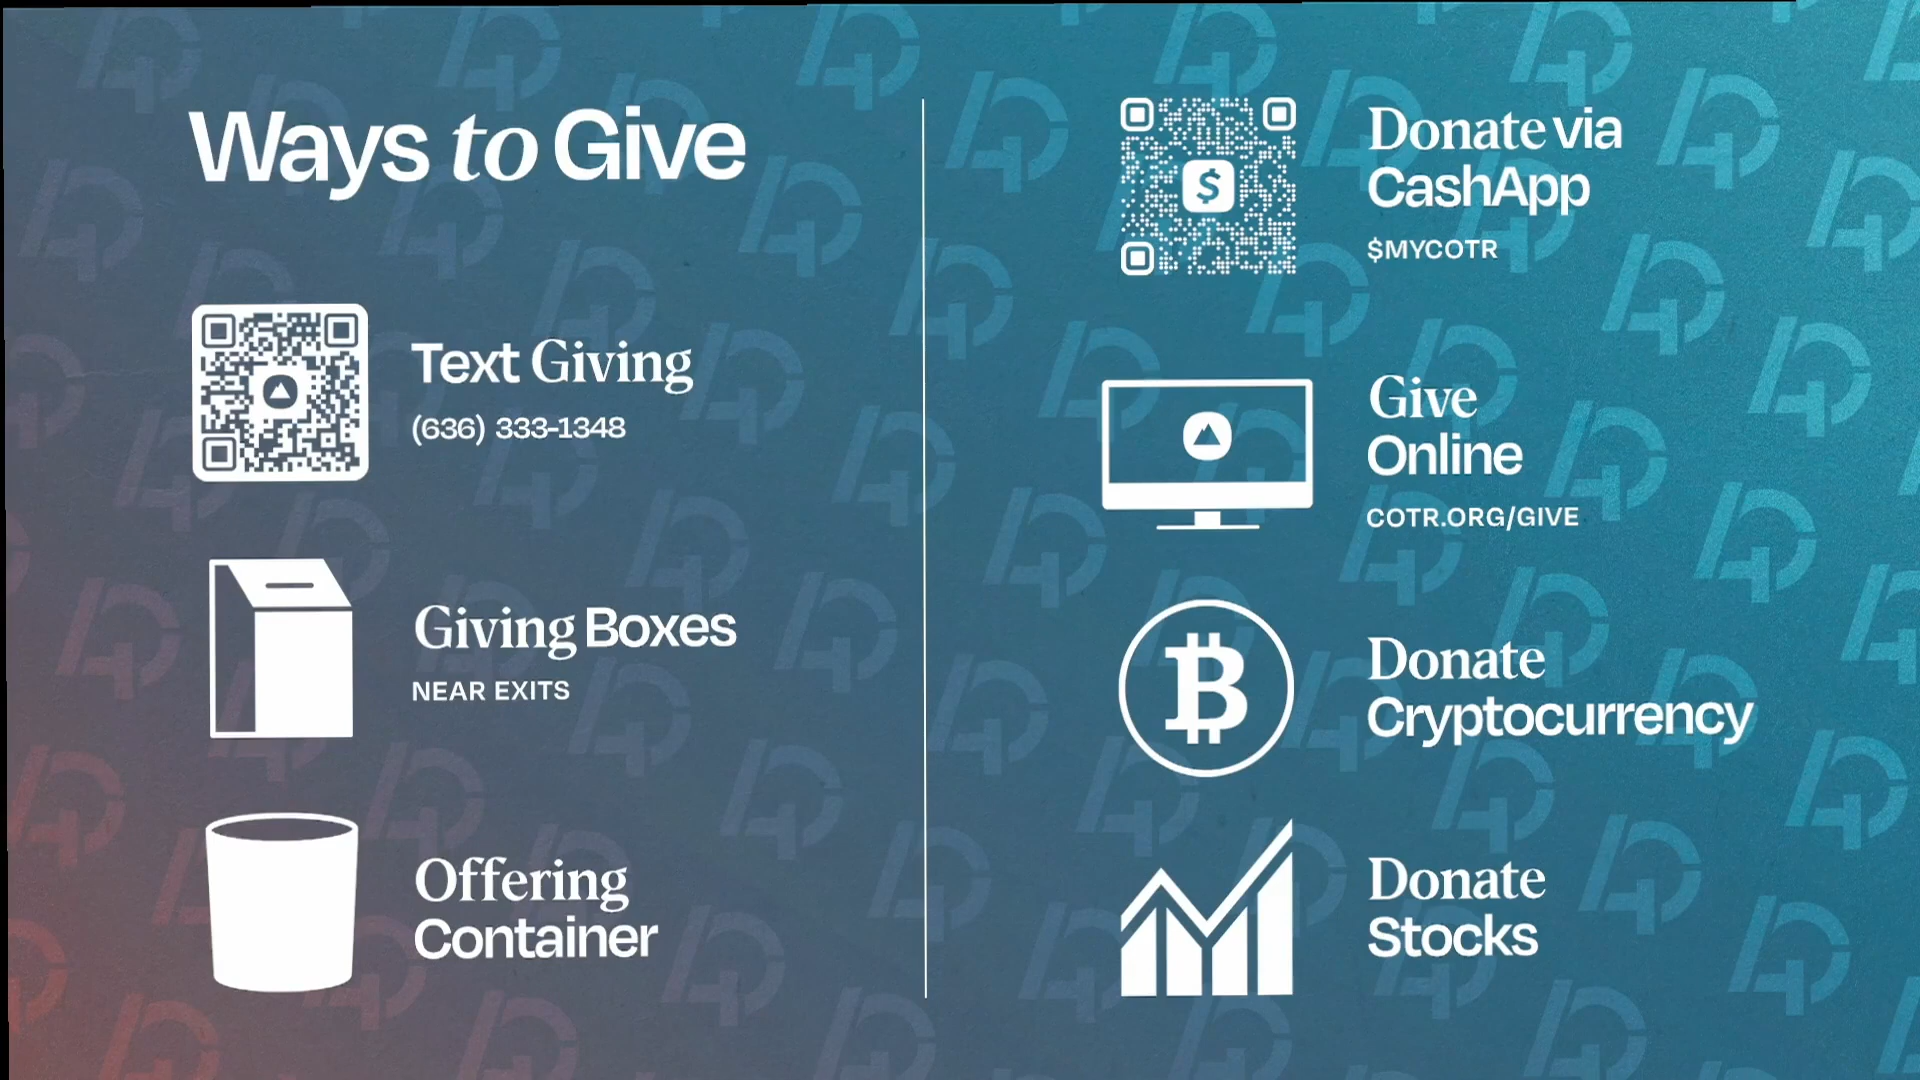 Ways to Give
Text Giving
(636) 333-1348
Giving Boxes
NEAR EXITS
Offering
Container
Donate via
CashApp
$MYCOTR
Give
Online
COTR.ORG/GIVE
Donate
Cryptocurrency
Donate
Stocks